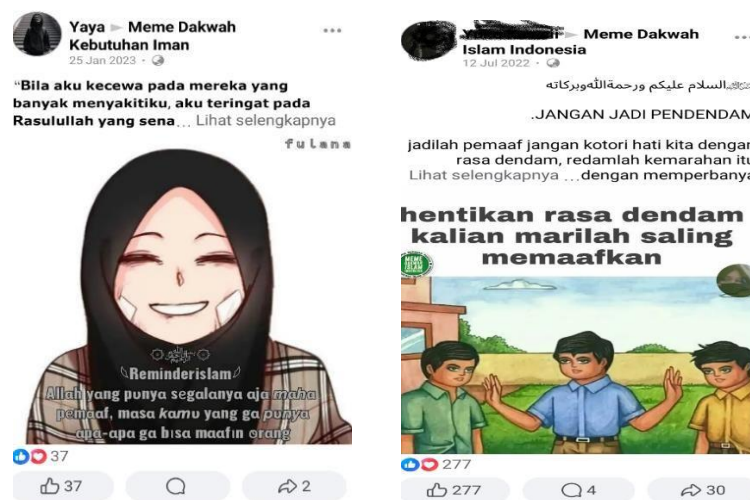 Yaya ▸ Meme Dakwah
Kebutuhan Iman
25 Jan 2023 ·
“Bila aku kecewa pada mereka yang
banyak menyakitiku, aku teringat pada
Rasulullah yang sena... Lihat selengkapnya
fulana
Reminderislam
Allah yang punya segalanya aja maha
pemaaf, masa kamu yang ga punya
apa-apa ga bisa maafin orang
37
37
2
▸ Meme Dakwah
Islam Indonesia
12 Jul 2022 ·
السلام عليكم ورحمةاللهوبركاته
.JANGAN JADI PENDENDAM
jadilah pemaaf jangan kotori hati kita dengan
rasa dendam, redamlah kemarahan itu
Lihat selengkapnya ...dengan memperbanya
hentikan rasa dendam
kalian marilah saling
memaafkan
MEME
DAKWAH
ISLAM
277
277
4
30